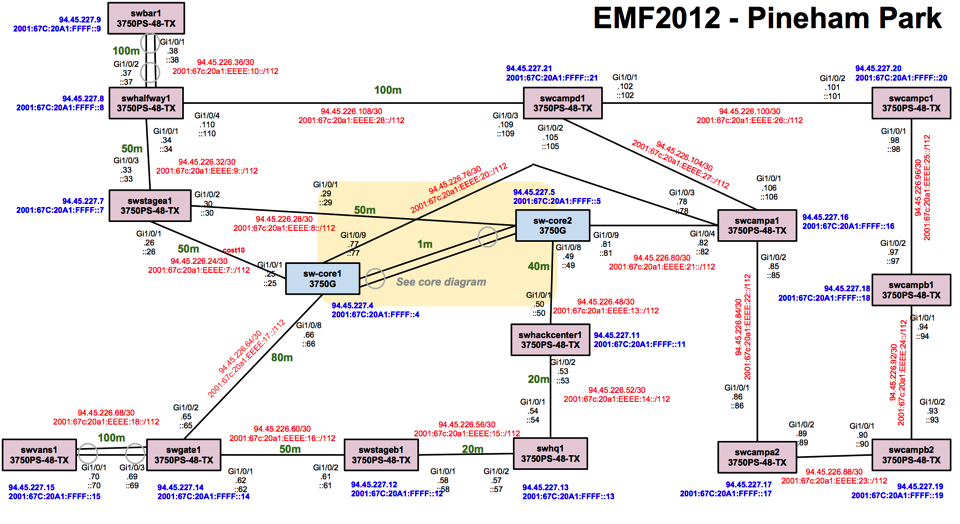 EMF2012 - Pineham Park
94.45.227.9
2001:67C:20A1:FFFF::9
swbar1
3750PS-48-TX
Gi1/0/1
.38
::38
100m
Gi1/0/2
.37
::37
94.45.226.36/30
2001:67c:20a1:EEEE:10::/112
94.45.227.8
2001:67C:20A1:FFFF::8
swhalfway1
3750PS-48-TX
Gi1/0/1
.34
::34
Gi1/0/4
.110
::110
100m
94.45.226.108/30
2001:67c:20a1:EEEE:28::/112
94.45.227.21
2001:67C:20A1:FFFF::21
swcampd1
3750PS-48-TX
Gi1/0/1
.102
::102
Gi1/0/3
.109
::109
Gi1/0/2
.105
::105
94.45.226.100/30
2001:67c:20a1:EEEE:26::/112
Gi1/0/2
.101
::101
94.45.227.20
2001:67C:20A1:FFFF::20
swcampc1
3750PS-48-TX
Gi1/0/1
.98
::98
50m
Gi1/0/3
.33
::33
94.45.226.32/30
2001:67c:20a1:EEEE:9::/112
94.45.227.7
2001:67C:20A1:FFFF::7
swstagea1
3750PS-48-TX
Gi1/0/2
.30
::30
Gi1/0/1
.26
::26
94.45.226.28/30
2001:67c:20a1:EEEE:8::/112
50m
Gi1/0/1
.29
::29
94.45.226.76/30
2001:67c:20a1:EEEE:20::/112
94.45.226.104/30
2001:67c:20a1:EEEE:27::/112
Gi1/0/1
.106
::106
Gi1/0/3
.78
::78
94.45.227.5
2001:67C:20A1:FFFF::5
sw-core2
3750G
Gi1/0/9
.81
::81
Gi1/0/8
.49
::49
Gi1/0/4
.82
::82
94.45.226.80/30
2001:67c:20a1:EEEE:21::/112
swcampa1
3750PS-48-TX
94.45.227.16
2001:67C:20A1:FFFF::16
Gi1/0/2
.85
::85
94.45.226.96/30
2001:67c:20a1:EEEE:25::/112
Gi1/0/2
.97
::97
50m
cost10
94.45.226.24/30
2001:67c:20a1:EEEE:7::/112
Gi1/0/1
.25
::25
Gi1/0/9
.77
::77
1m
sw-core1
3750G
See core diagram
94.45.227.4
2001:67C:20A1:FFFF::4
Gi1/0/8
.66
::66
40m
Gi1/0/1
.50
::50
94.45.226.48/30
2001:67c:20a1:EEEE:13::/112
94.45.227.18
2001:67C:20A1:FFFF::18
swcampb1
3750PS-48-TX
Gi1/0/1
.94
::94
swhackcenter1
3750PS-48-TX
94.45.227.11
2001:67C:20A1:FFFF::11
94.45.226.64/30
2001:67c:20a1:EEEE:17::/112
80m
Gi1/0/2
.65
::65
Gi1/0/2
.53
::53
20m
94.45.226.52/30
2001:67c:20a1:EEEE:14::/112
Gi1/0/1
.54
::54
94.45.226.84/30
2001:67c:20a1:EEEE:22::/112
Gi1/0/1
.86
::86
94.45.226.92/30
2001:67c:20a1:EEEE:24::/112
Gi1/0/2
.93
::93
94.45.226.68/30
2001:67c:20a1:EEEE:18::/112
100m
swvans1
3750PS-48-TX
Gi1/0/1
.70
::70
94.45.227.15
2001:67C:20A1:FFFF::15
Gi1/0/3
.69
::69
swgate1
3750PS-48-TX
94.45.227.14
2001:67C:20A1:FFFF::14
Gi1/0/1
.62
::62
94.45.226.60/30
2001:67c:20a1:EEEE:16::/112
50m
Gi1/0/2
.61
::61
swstageb1
3750PS-48-TX
94.45.227.12
2001:67C:20A1:FFFF::12
Gi1/0/1
.58
::58
94.45.226.56/30
2001:67c:20a1:EEEE:15::/112
20m
Gi1/0/2
.57
::57
swhq1
3750PS-48-TX
94.45.227.13
2001:67C:20A1:FFFF::13
swcampa2
3750PS-48-TX
94.45.227.17
2001:67C:20A1:FFFF::17
Gi1/0/2
.89
::89
94.45.226.88/30
2001:67c:20a1:EEEE:23::/112
Gi1/0/1
.90
::90
swcampb2
3750PS-48-TX
94.45.227.19
2001:67C:20A1:FFFF::19